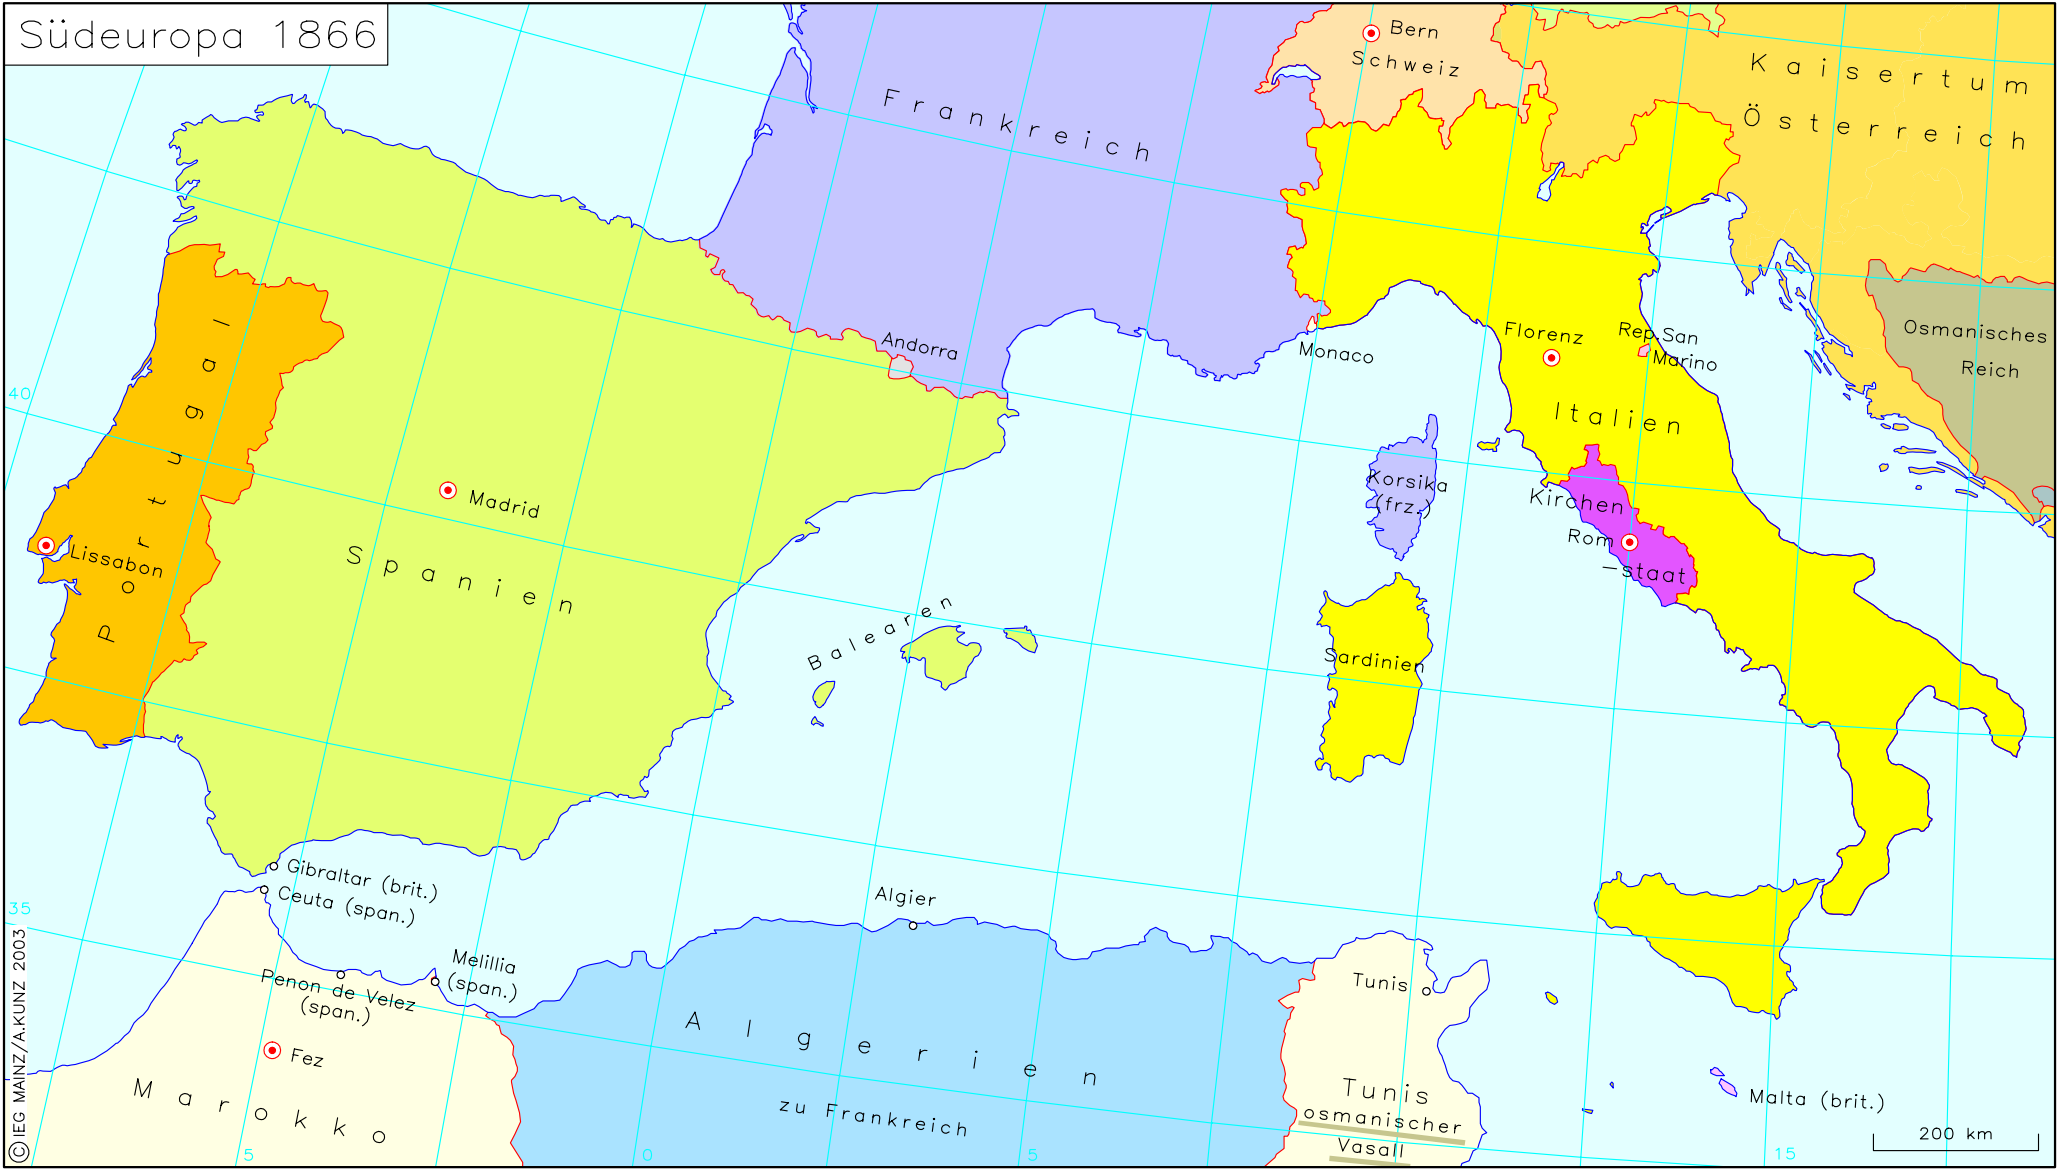 Südeuropa 1866
Bern
Schweiz
Kaisertum
Österreich
Frankreich
Andorra
Monaco
Florenz
Rep.San
Marino
Osmanisches
Reich
Italien
Portugal
40
Madrid
Korsika
(frz.)
Kirchen
Rom
-staat
Lissabon
Spanien
Balearen
Sardinien
Gibraltar (brit.)
Ceuta (span.)
Algier
35
Melillia
(span.)
Penon de Velez
(span.)
Tunis
Fez
Algerien
zu Frankreich
Marokko
Tunis
osmanischer
Vasall
Malta (brit.)
200 km
5
0
5
15
©IEG MAINZ/A.KUNZ 2003